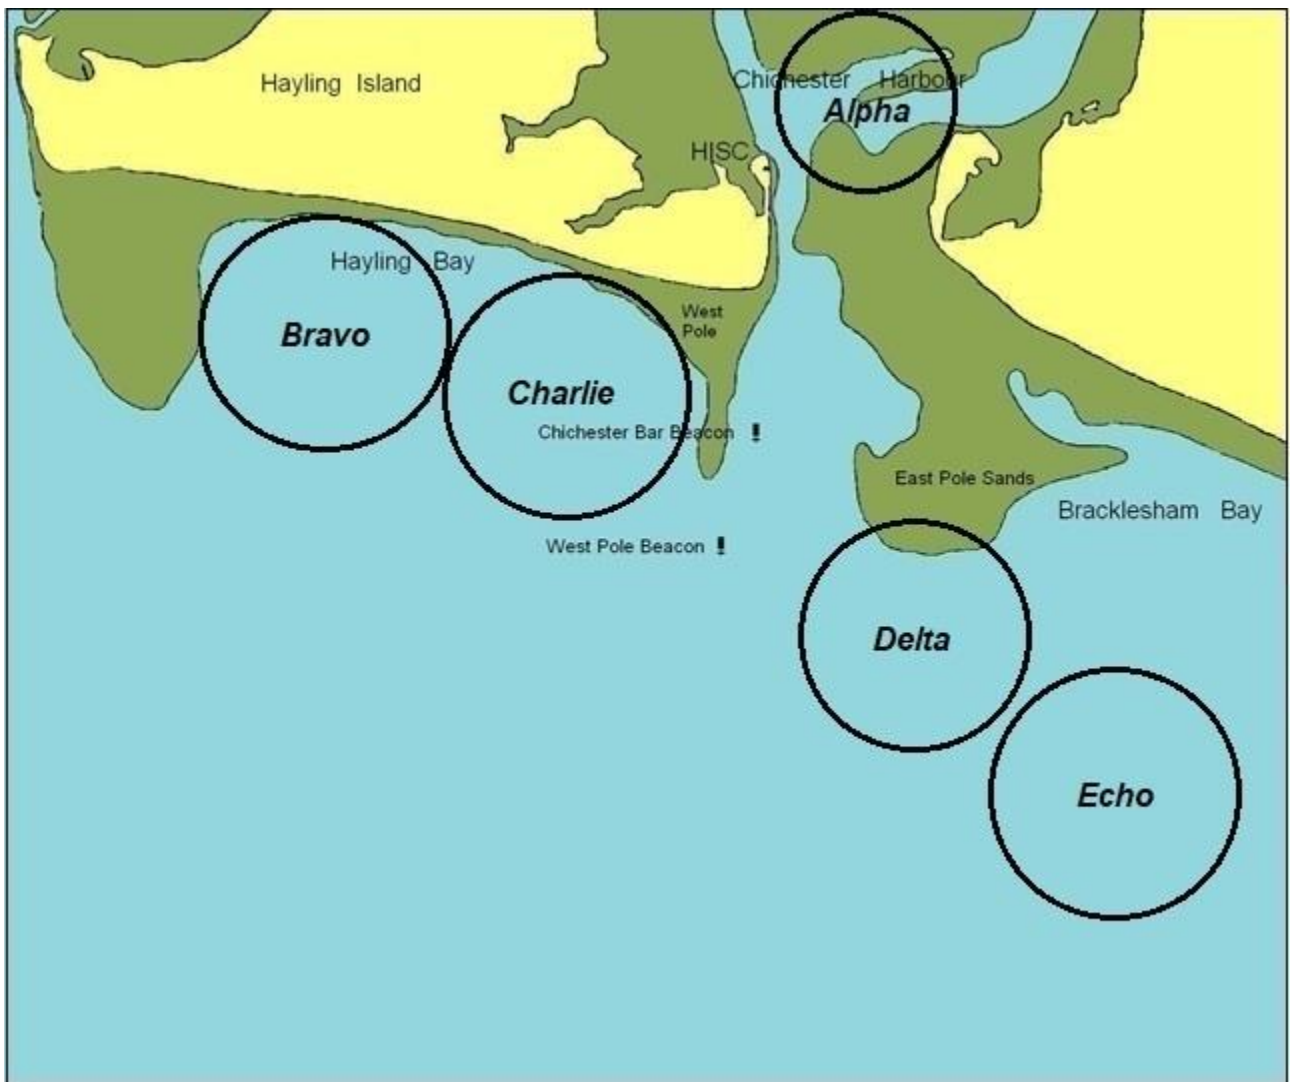 Hayling Island
Chichester Harbour
Alpha
HISC
Hayling Bay
West
Pole
Bravo
Charlie
Chichester Bar Beacon
East Pole Sands
Bracklesham Bay
West Pole Beacon
Delta
Echo